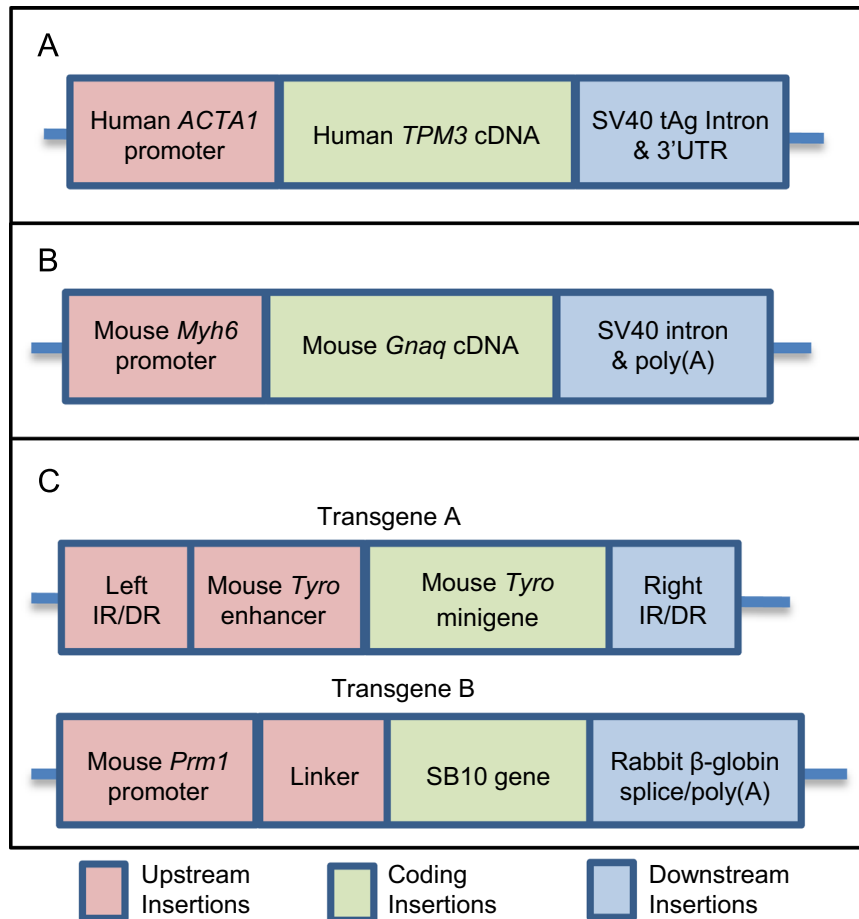 A
Human ACTA1
promoter
Human TPM3 cDNA
SV40 tAg Intron
& 3'UTR
B
Mouse Myh6
promoter
Mouse Gnaq cDNA
SV40 intron
& poly(A)
C
Transgene A
Left
IR/DR
Mouse Tyro
enhancer
Mouse Tyro
minigene
Right
IR/DR
Transgene B
Mouse Prm1
promoter
Linker
SB10 gene
Rabbit β-globin
splice/poly(A)
Upstream
Insertions
Coding
Insertions
Downstream
Insertions